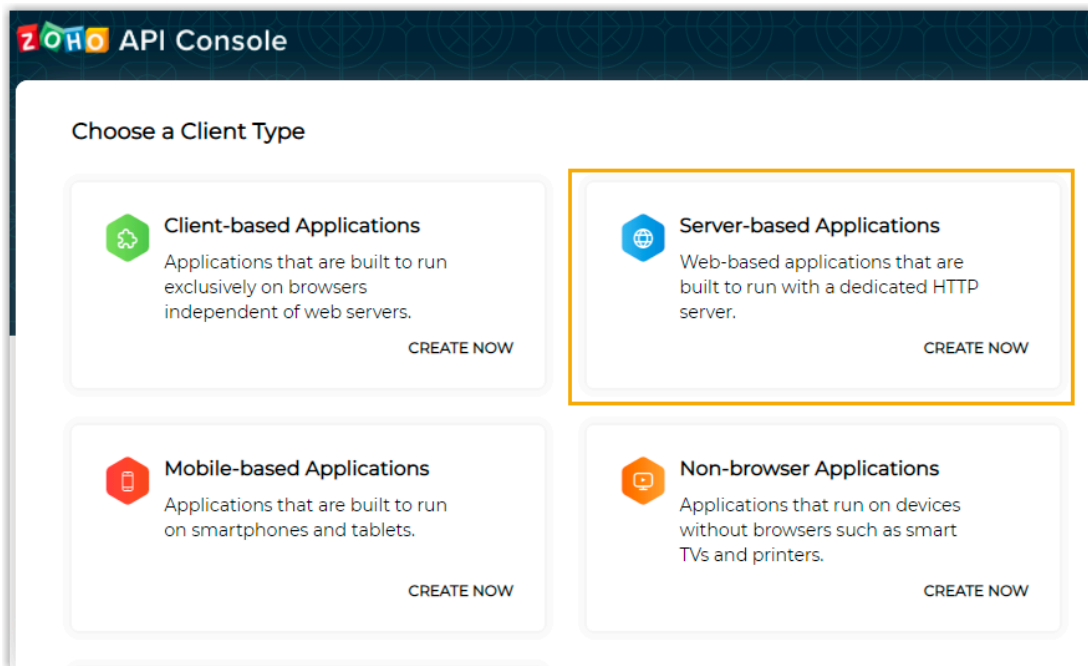 ZOHO API Console
Choose a Client Type
Client-based Applications
Applications that are built to run
exclusively on browsers
independent of web servers.
CREATE NOW
Server-based Applications
Web-based applications that are
built to run with a dedicated HTTP
server.
CREATE NOW
Mobile-based Applications
Applications that are built to run
on smartphones and tablets.
CREATE NOW
Non-browser Applications
Applications that run on devices
without browsers such as smart
TVs and printers.
CREATE NOW